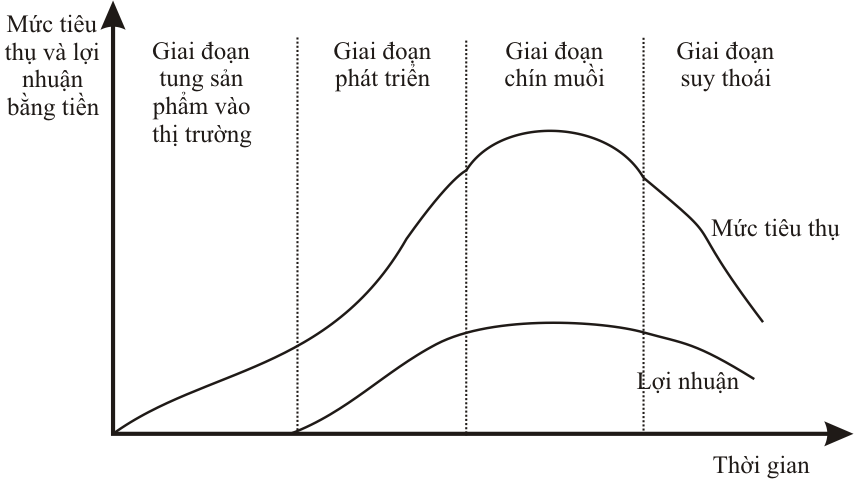 Mức tiêu
thụ và lợi
nhuận
bằng tiền
Giai đoạn
tung sản
phẩm vào
thị trường
Giai đoạn
phát triển
Giai đoạn
chín muồi
Giai đoạn
suy thoái
Mức tiêu thụ
Lợi nhuận
Thời gian